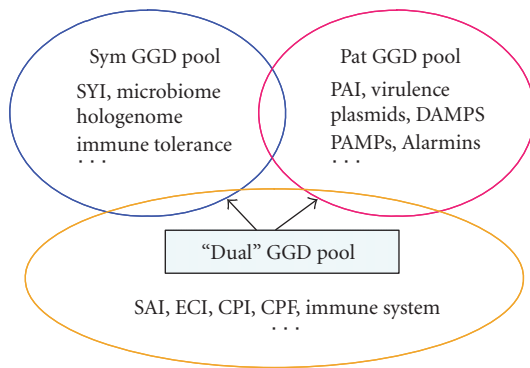 Sym GGD pool
SYI, microbiome
hologenome
immune tolerance
· · ·
Pat GGD pool
PAI, virulence
plasmids, DAMPS
PAMPs, Alarmins
· · ·
“Dual” GGD pool
SAI, ECI, CPI, CPF, immune system
· · ·